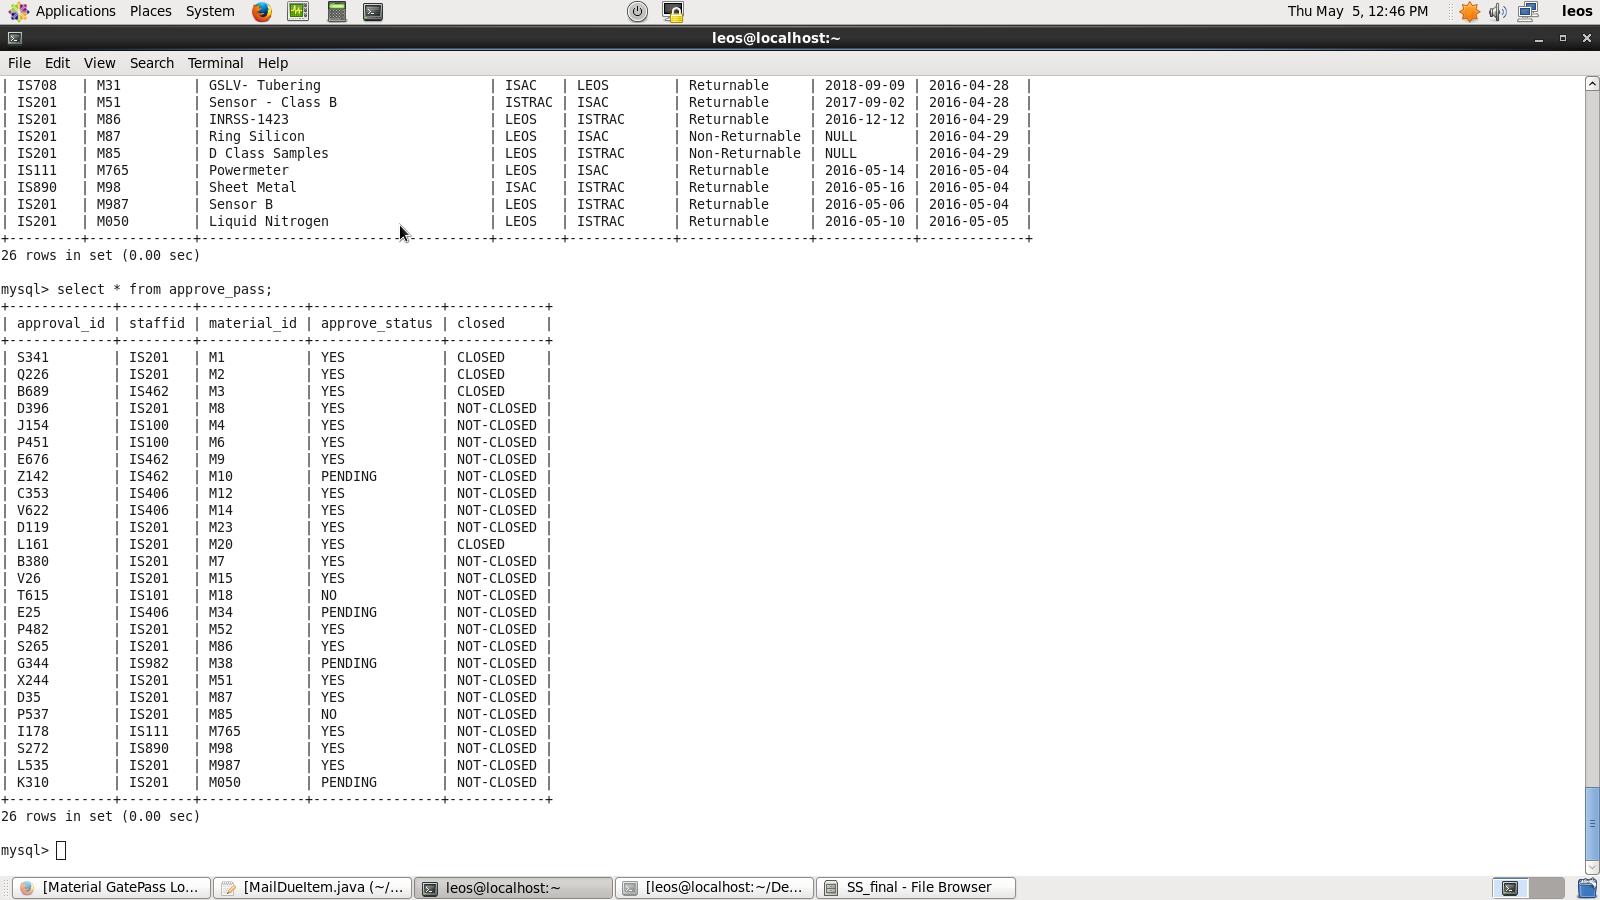 Applications Places System Thu May 5, 12:46 PM leos
leos@localhost:~
File Edit View Search Terminal Help
| IS708 | M31 | GSLV- Tubering | ISAC | LEOS | Returnable | 2018-09-09 | 2016-04-28 |
| IS201 | M51 | Sensor - Class B | ISTRAC | ISAC | Returnable | 2017-09-02 | 2016-04-28 |
| IS201 | M86 | INRSS-1423 | LEOS | ISTRAC | Returnable | 2016-12-12 | 2016-04-29 |
| IS201 | M87 | Ring Silicon | LEOS | ISAC | Non-Returnable | NULL | 2016-04-29 |
| IS201 | M85 | D Class Samples | LEOS | ISTRAC | Non-Returnable | NULL | 2016-04-29 |
| IS111 | M765 | Powermeter | LEOS | ISAC | Returnable | 2016-05-14 | 2016-05-04 |
| IS890 | M98 | Sheet Metal | ISAC | ISTRAC | Returnable | 2016-05-16 | 2016-05-04 |
| IS201 | M987 | Sensor B | LEOS | ISTRAC | Returnable | 2016-05-06 | 2016-05-04 |
| IS201 | M050 | Liquid Nitrogen | LEOS | ISTRAC | Returnable | 2016-05-10 | 2016-05-05 |
+---------+-------------+------------------------------------+--------+-------------+----------------+------------+-------------+
26 rows in set (0.00 sec)
mysql> select * from approve_pass;
+-------------+---------+-------------+----------------+------------+
| approval_id | staffid | material_id | approve_status | closed |
+-------------+---------+-------------+----------------+------------+
| S341 | IS201 | M1 | YES | CLOSED |
| Q226 | IS201 | M2 | YES | CLOSED |
| B689 | IS462 | M3 | YES | CLOSED |
| D396 | IS201 | M8 | YES | NOT-CLOSED |
| J154 | IS100 | M4 | YES | NOT-CLOSED |
| P451 | IS100 | M6 | YES | NOT-CLOSED |
| E676 | IS462 | M9 | YES | NOT-CLOSED |
| Z142 | IS462 | M10 | PENDING | NOT-CLOSED |
| C353 | IS406 | M12 | YES | NOT-CLOSED |
| V622 | IS406 | M14 | YES | NOT-CLOSED |
| D119 | IS201 | M23 | YES | NOT-CLOSED |
| L161 | IS201 | M20 | YES | CLOSED |
| B380 | IS201 | M7 | YES | NOT-CLOSED |
| V26 | IS201 | M15 | YES | NOT-CLOSED |
| T615 | IS101 | M18 | NO | NOT-CLOSED |
| E25 | IS406 | M34 | PENDING | NOT-CLOSED |
| P482 | IS201 | M52 | YES | NOT-CLOSED |
| S265 | IS201 | M86 | YES | NOT-CLOSED |
| G344 | IS982 | M38 | PENDING | NOT-CLOSED |
| X244 | IS201 | M51 | YES | NOT-CLOSED |
| D35 | IS201 | M87 | YES | NOT-CLOSED |
| P537 | IS201 | M85 | NO | NOT-CLOSED |
| I178 | IS111 | M765 | YES | NOT-CLOSED |
| S272 | IS890 | M98 | YES | NOT-CLOSED |
| L535 | IS201 | M987 | YES | NOT-CLOSED |
| K310 | IS201 | M050 | PENDING | NOT-CLOSED |
+-------------+---------+-------------+----------------+------------+
26 rows in set (0.00 sec)
mysql>
[Material GatePass Lo... [MailDueItem.java (~/... leos@localhost:~ [leos@localhost:~/De... SS_final - File Browser